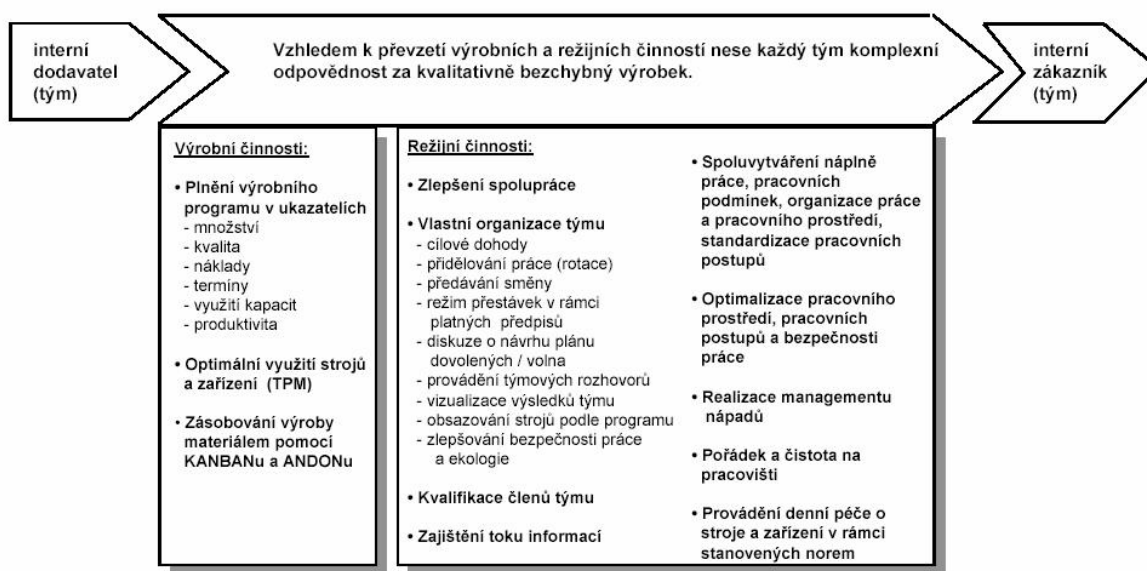 interní
dodavatel
(tým)
Vzhledem k převzetí výrobních a režijních činností nese každý tým komplexní
odpovědnost za kvalitativně bezchybný výrobek.
interní
zákazník
(tým)
Výrobní činnosti:
• Plnění výrobního
programu v ukazatelích
- množství
- kvalita
- náklady
- termíny
- využití kapacit
- produktivita
• Optimální využití strojů
a zařízení (TPM)
• Zásobování výroby
materiálem pomocí
KANBANu a ANDONu
Režijní činnosti:
• Zlepšení spolupráce
• Vlastní organizace týmu
- cílové dohody
- přidělování práce (rotace)
- předávání směny
- režim přestávek v rámci
platných předpisů
- diskuze o návrhu plánu
dovolených / volna
- provádění týmových rozhovorů
- vizualizace výsledků týmu
- obsazování strojů podle programu
- zlepšování bezpečnosti práce
a ekologie
• Kvalifikace členů týmu
• Zajištění toku informací
• Spoluvytváření náplně
práce, pracovních
podmínek, organizace práce
a pracovního prostředí,
standardizace pracovních
postupů
• Optimalizace pracovního
prostředí, pracovních
postupů a bezpečnosti
práce
• Realizace managementu
nápadů
• Pořádek a čistota na
pracovišti
• Provádění denní péče o
stroje a zařízení v rámci
stanovených norem